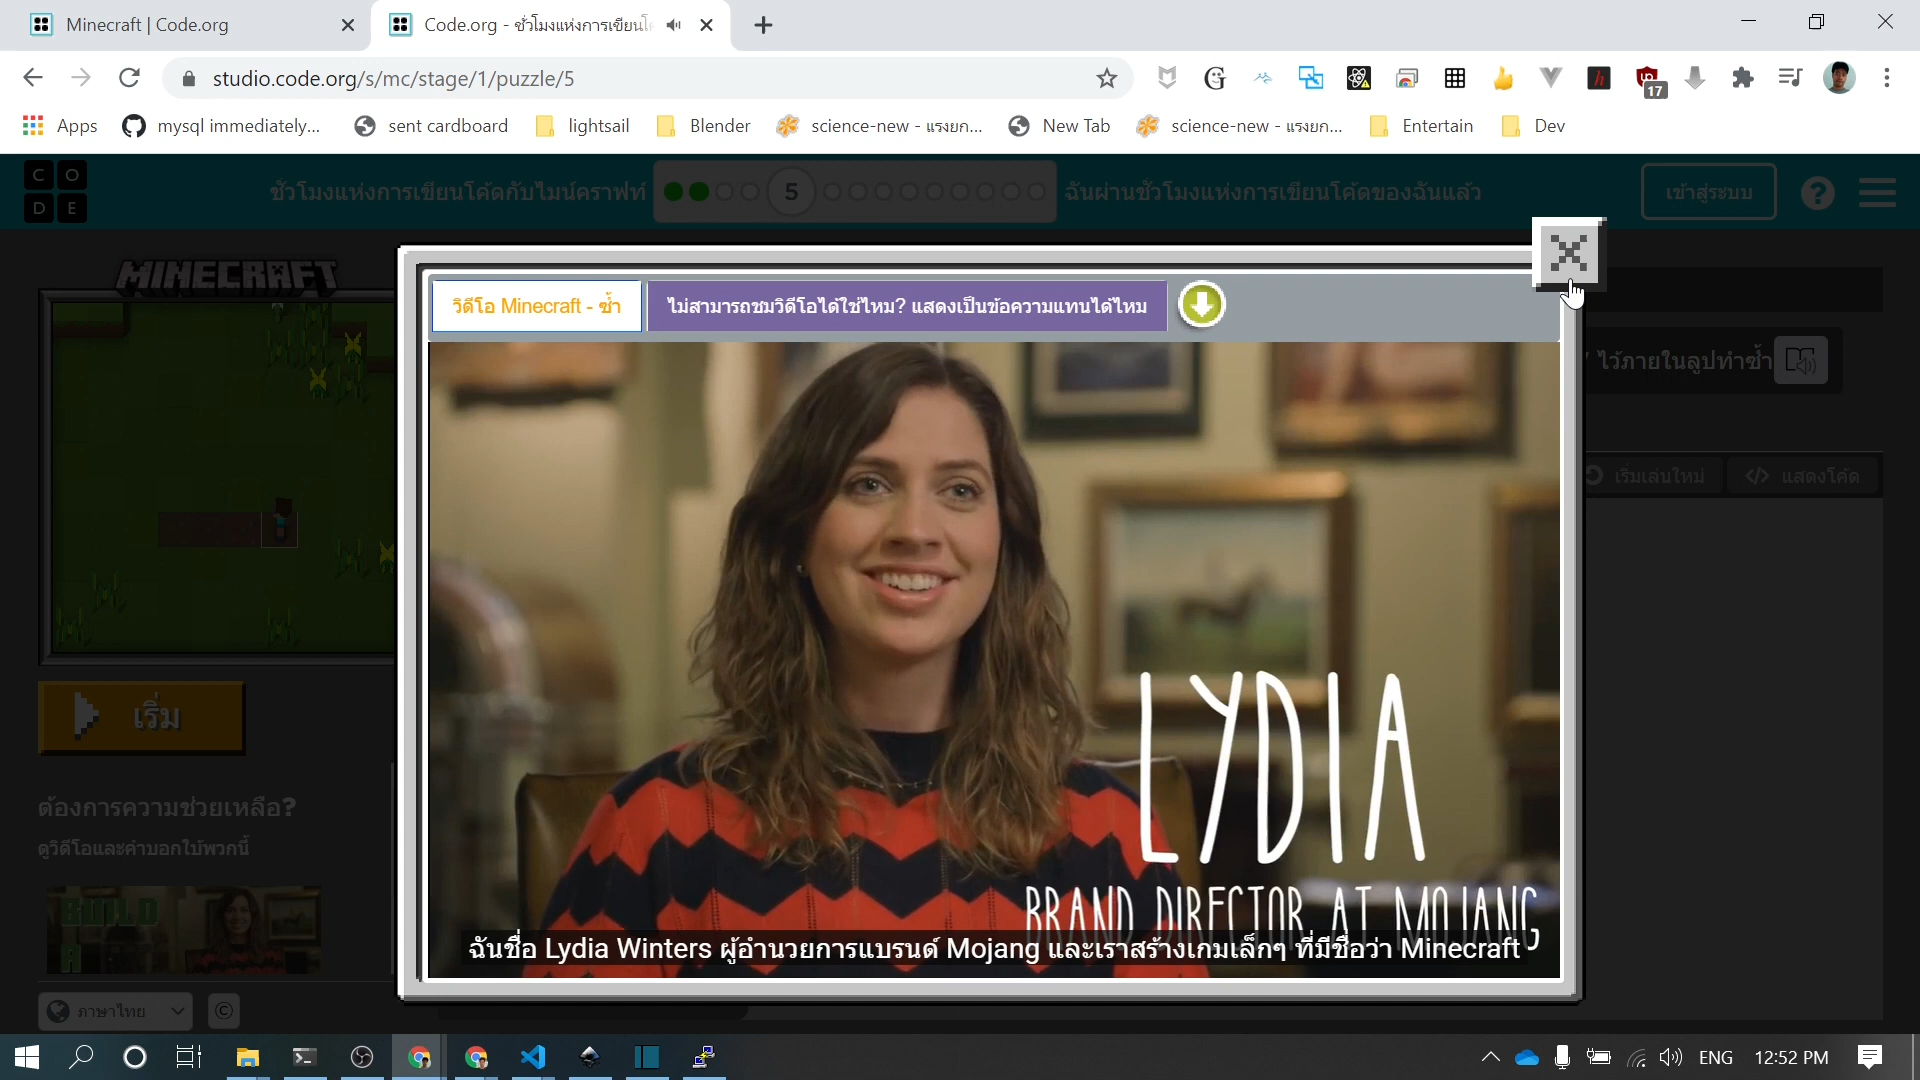 Minecraft | Code.org
Code.org - ชั่วโมงแห่งการเขียนโ
studio.code.org/s/mc/stage/1/puzzle/5
17
Apps
mysql immediately...
sent cardboard
lightsail
Blender
science-new - แรงยก...
New Tab
science-new - แรงยก...
Entertain
Dev
C O
D E
ชั่วโมงแห่งการเขียนโค้ดกับไมน์คราฟท์
5
ฉันผ่านชั่วโมงแห่งการเขียนโค้ดของฉันแล้ว
เข้าสู่ระบบ
?
MINECRAFT
วิดีโอ Minecraft - ซ้ำ
ไม่สามารถชมวิดีโอได้ใช่ไหม? แสดงเป็นข้อความแทนได้ไหม
ไว้ภายในลูปทำซ้ำ
เริ่มเล่นใหม่
แสดงโค้ด
LYDIA
BRAND DIRECTOR AT MOJANG
ฉันชื่อ Lydia Winters ผู้อำนวยการแบรนด์ Mojang และเราสร้างเกมเล็กๆ ที่มีชื่อว่า Minecraft
เริ่ม
ต้องการความช่วยเหลือ?
ดูวิดีโอและคำบอกใบ้พวกนี้
BUILD
A
ภาษาไทย
©
ENG
12:52 PM